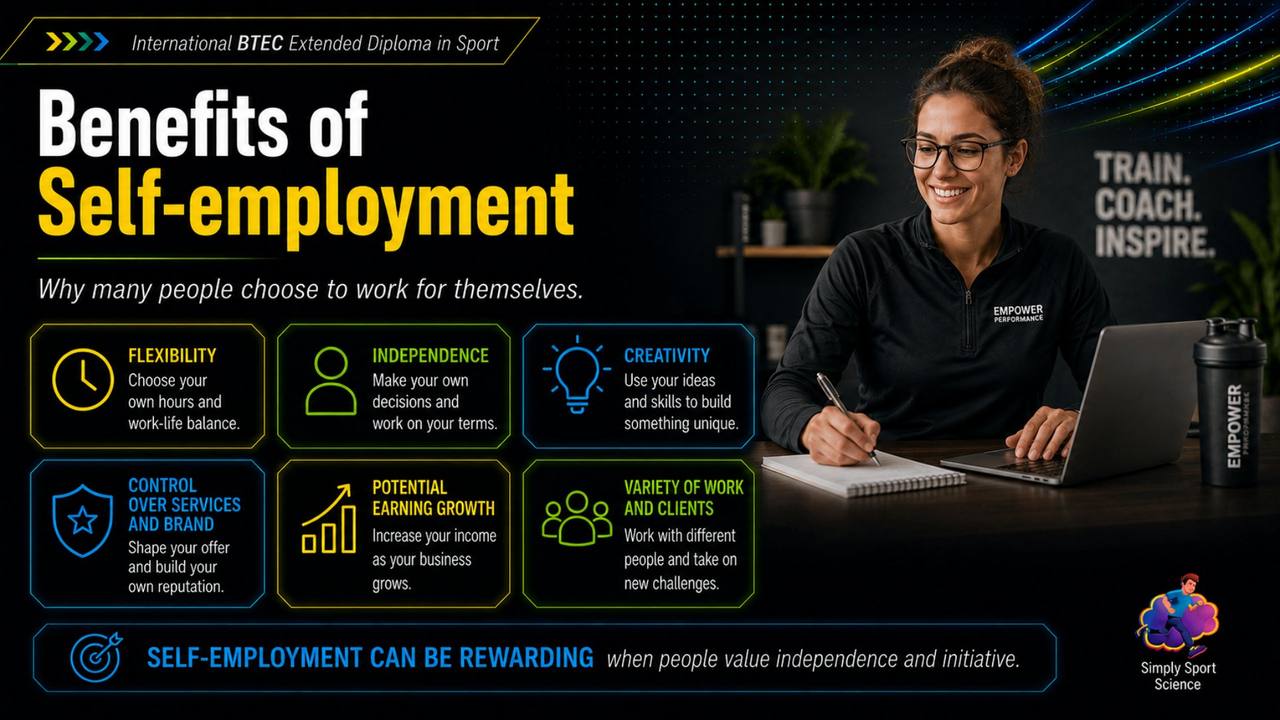 International BTEC Extended Diploma in Sport
Benefits of
Self-employment
Why many people choose to work for themselves.
FLEXIBILITY
Choose your
own hours and
work-life balance.
INDEPENDENCE
Make your own
decisions and
work on your terms.
CREATIVITY
Use your ideas
and skills to build
something unique.
CONTROL
OVER SERVICES
AND BRAND
Shape your offer
and build your
own reputation.
POTENTIAL
EARNING GROWTH
Increase your income
as your business
grows.
VARIETY OF WORK
AND CLIENTS
Work with different
people and take on
new challenges.
SELF-EMPLOYMENT CAN BE REWARDING when people value independence and initiative.
TRAIN.
COACH.
INSPIRE.
EMPOWER
PERFORMANCE
EMPOWER
Simply Sport
Science